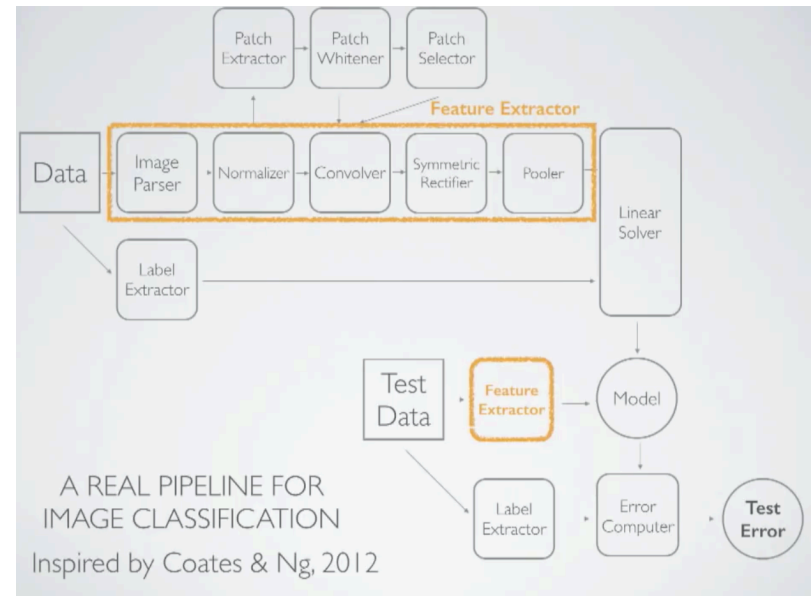 Patch
Extractor
Patch
Whitener
Patch
Selector
Feature Extractor
Data
Image
Parser
Normalizer
Convolver
Symmetric
Rectifier
Pooler
Linear
Solver
Label
Extractor
Test
Data
Feature
Extractor
Model
Label
Extractor
Error
Computer
Test
Error
A REAL PIPELINE FOR
IMAGE CLASSIFICATION
Inspired by Coates & Ng, 2012